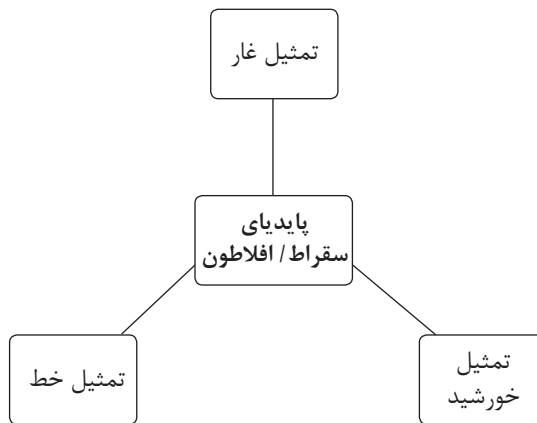 تمثیل غار
پایدیای
سقراط/ افلاطون
تمثیل
خورشید
تمثیل خط